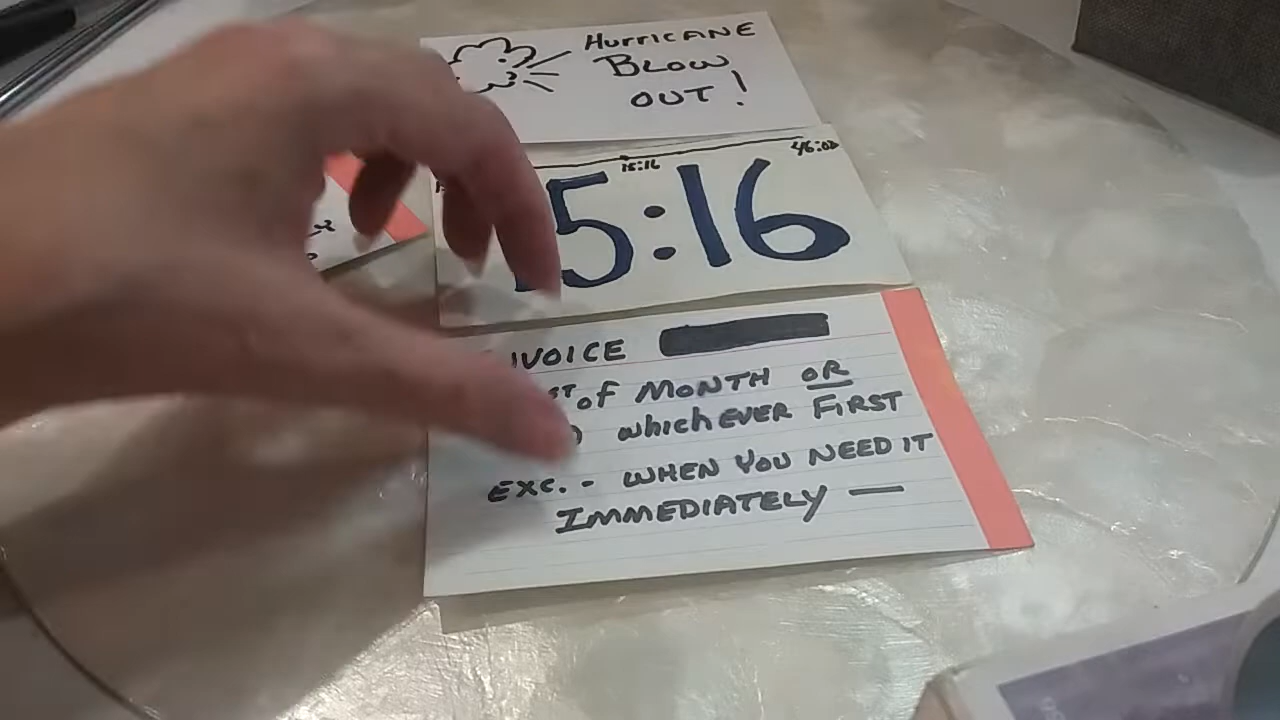 HURRICANE
BLOW
OUT!
15:16 46:02
5:16
VOICE
ST of MONTH OR
whichEVER FIRST
EXC. - WHEN YOU NEED IT
IMMEDIATELY —